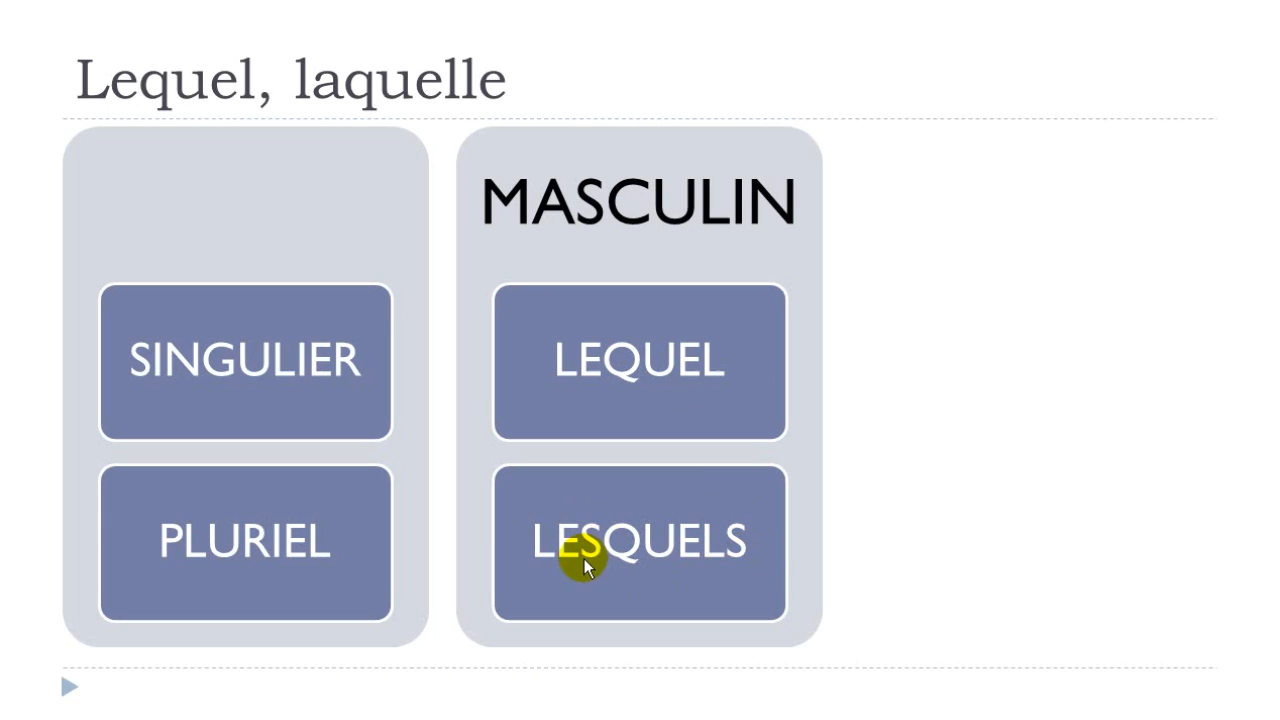 Lequel, laquelle
MASCULIN
SINGULIER
LEQUEL
PLURIEL
LESQUELS